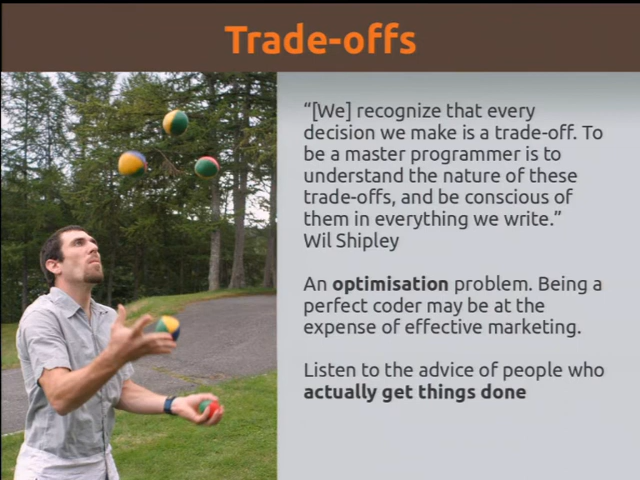 Trade-offs
“[We] recognize that every
decision we make is a trade-off. To
be a master programmer is to
understand the nature of these
trade-offs, and be conscious of
them in everything we write.”
Wil Shipley
An optimisation problem. Being a
perfect coder may be at the
expense of effective marketing.
Listen to the advice of people who
actually get things done